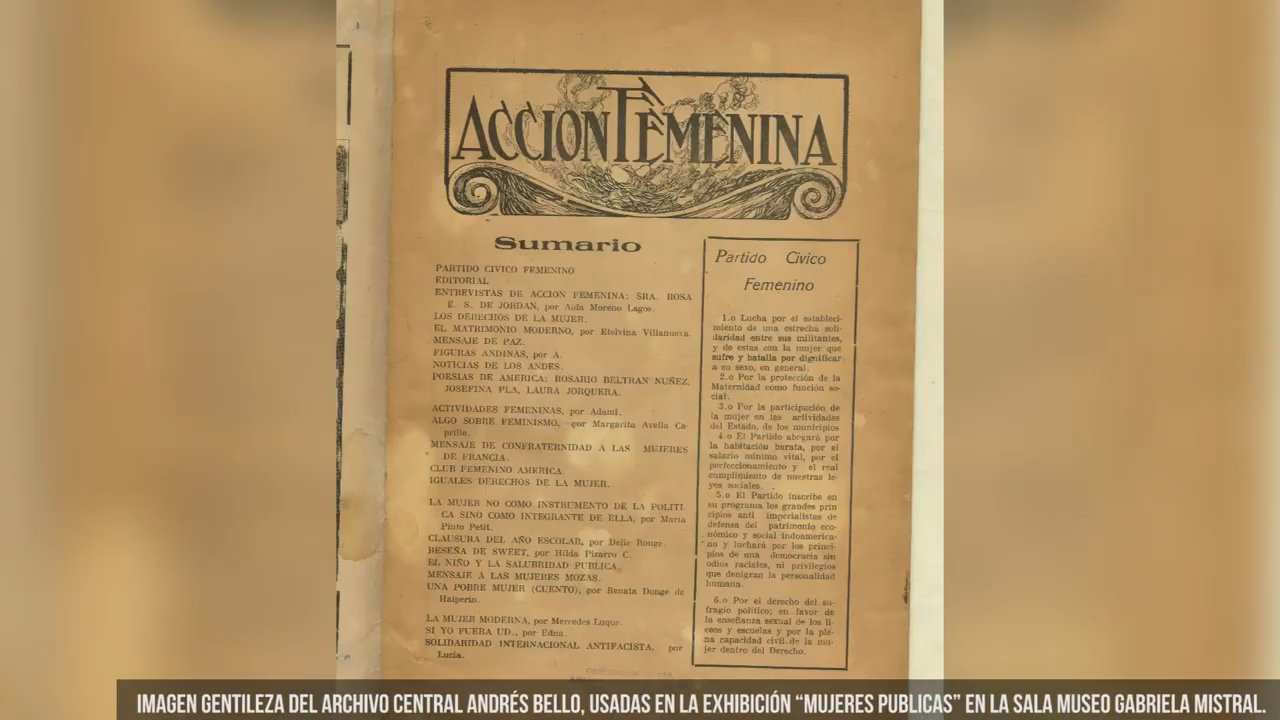 ACCION FEMENINA
Sumario
PARTIDO CIVICO FEMENINO
EDITORIAL
ENTREVISTAS DE ACCION FEMENINA; SRA. ROSA
E. S. DE JORDAN, por Aida Moreno Lagos.
LOS DERECHOS DE LA MUJER.
EL MATRIMONIO MODERNO, por Etelvina Villanueva.
MENSAJE DE PAZ.
FIGURAS ANDINAS, por A.
NOTICIAS DE LOS ANDES.
POESIAS DE AMERICA: ROSARIO BELTRAN NUÑEZ,
JOSEFINA PLA, LAURA JORQUERA.
ACTIVIDADES FEMENINAS, por Adami.
ALGO SOBRE FEMINISMO, por Margarita Avella Ca-
prille.
MENSAJE DE CONFRATERNIDAD A LAS MUJERES
DE FRANCIA.
CLUB FEMENINO AMERICA.
IGUALES DERECHOS DE LA MUJER.
LA MUJER NO COMO INSTRUMENTO DE LA POLITI-
CA SINO COMO INTEGRANTE DE ELLA, por María
Pinto Petit.
CLAUSURA DEL AÑO ESCOLAR, por Delie Rouge.
RESEÑA DE SWEET, por Hilda Pizarro C.
EL NIÑO Y LA SALUBRIDAD PUBLICA.
MENSAJE A LAS MUJERES MOZAS.
UNA POBRE MUJER (CUENTO), por Renata Donge de
Halperin.
LA MUJER MODERNA, por Mercedes Luque.
SI YO FUERA UD., por Edna.
SOLIDARIDAD INTERNACIONAL ANTIFACISTA, por
Lucía.
Partido Civico
Femenino
1.o Lucha por el estableci-
miento de una estrecha soli-
daridad entre sus militantes,
y de estas con la mujer que
sufre y batalla por dignificar
a su sexo, en general.
2.o Por la protección de la
Maternidad como función so-
cial.
3.o Por la participación de
la mujer en las actividades
del Estado, de los municipios
4.o El Partido abogará por
la habitación barata, por el
salario mínimo vital, por el
perfeccionamiento y el real
cumplimiento de nuestras le-
yes sociales.
5.o El Partido inscribe en
su programa los grandes prin
cipios anti imperialistas de
defensa del patrimonio eco-
nómico y social indoamerica-
no y luchará por los princi-
pios de una democracia sin
odios raciales, ni privilegios
que denigran la personalidad
humana.
6.o Por el derecho del su-
fragio político; en favor de
la enseñanza sexual de los li-
ceos y escuelas y por la ple-
na capacidad civil de la mu-
jer dentro del Derecho.
IMAGEN GENTILEZA DEL ARCHIVO CENTRAL ANDRÉS BELLO, USADAS EN LA EXHIBICIÓN “MUJERES PUBLICAS” EN LA SALA MUSEO GABRIELA MISTRAL.